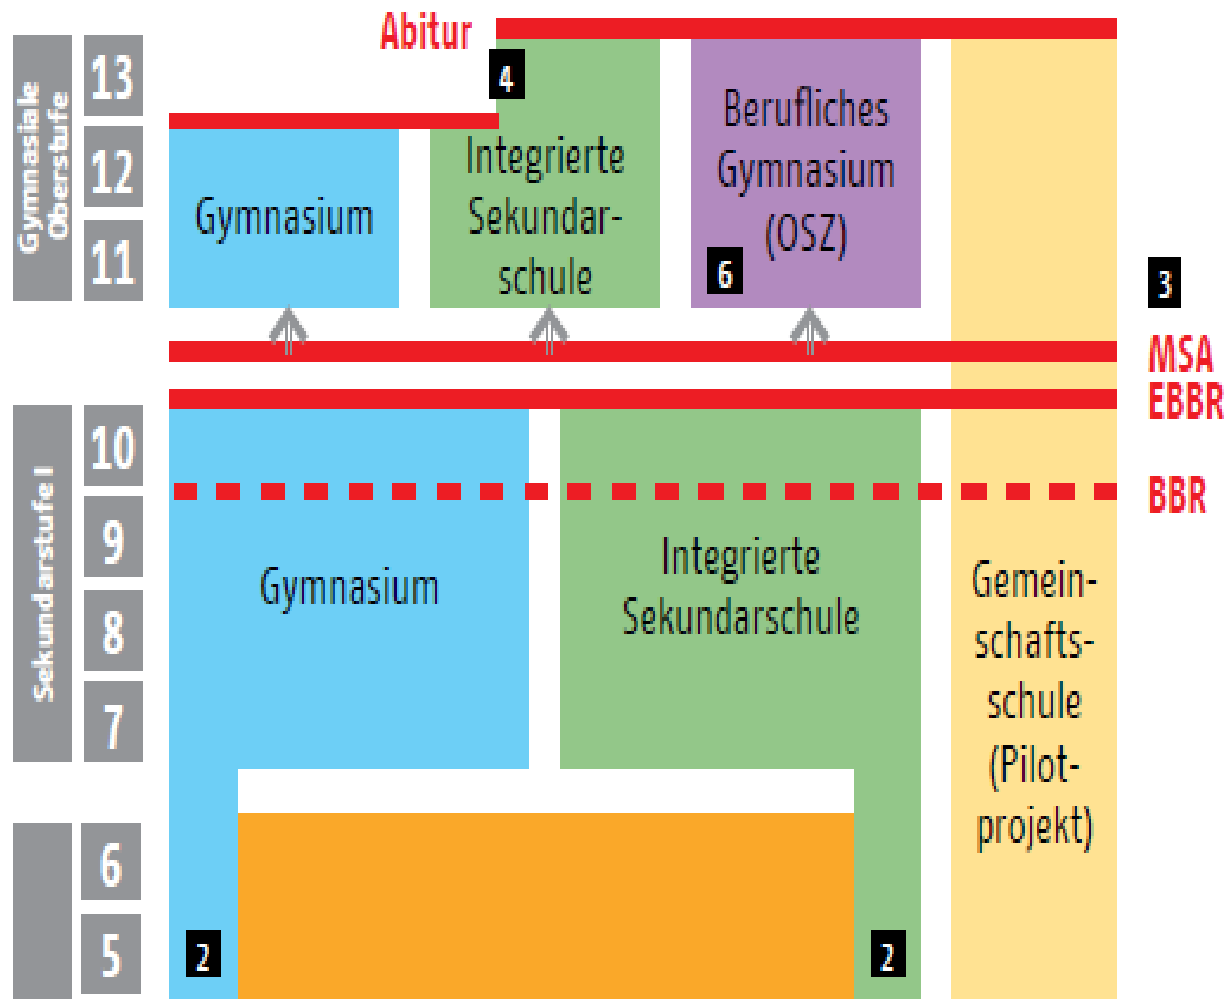 Abitur
4
Gymnasiale
Oberstufe
13
12
11
Gymnasium
Integrierte
Sekundar-
schule
Berufliches
Gymnasium
(OSZ)
6
3
MSA
EBBR
BBR
Sekundarstufe I
10
9
8
7
Gymnasium
Integrierte
Sekundarschule
Gemein-
schafts-
schule
(Pilot-
projekt)
6
5
2
2